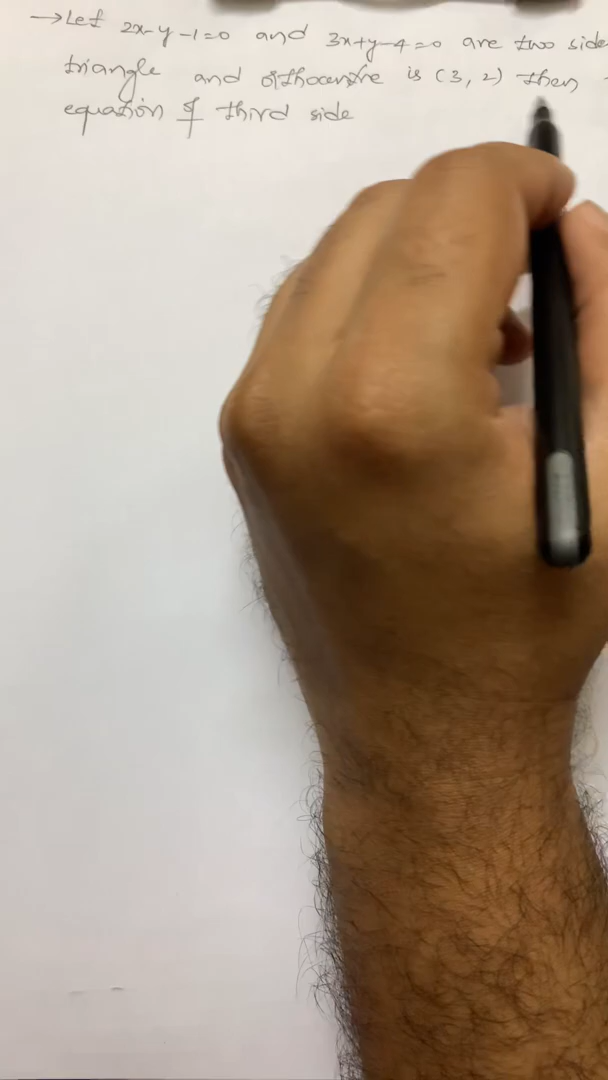 →Let 2x-y-1=0 and 3x+y-4=0 are two side
triangle and orthocentre is (3, 2) then
equation of third side